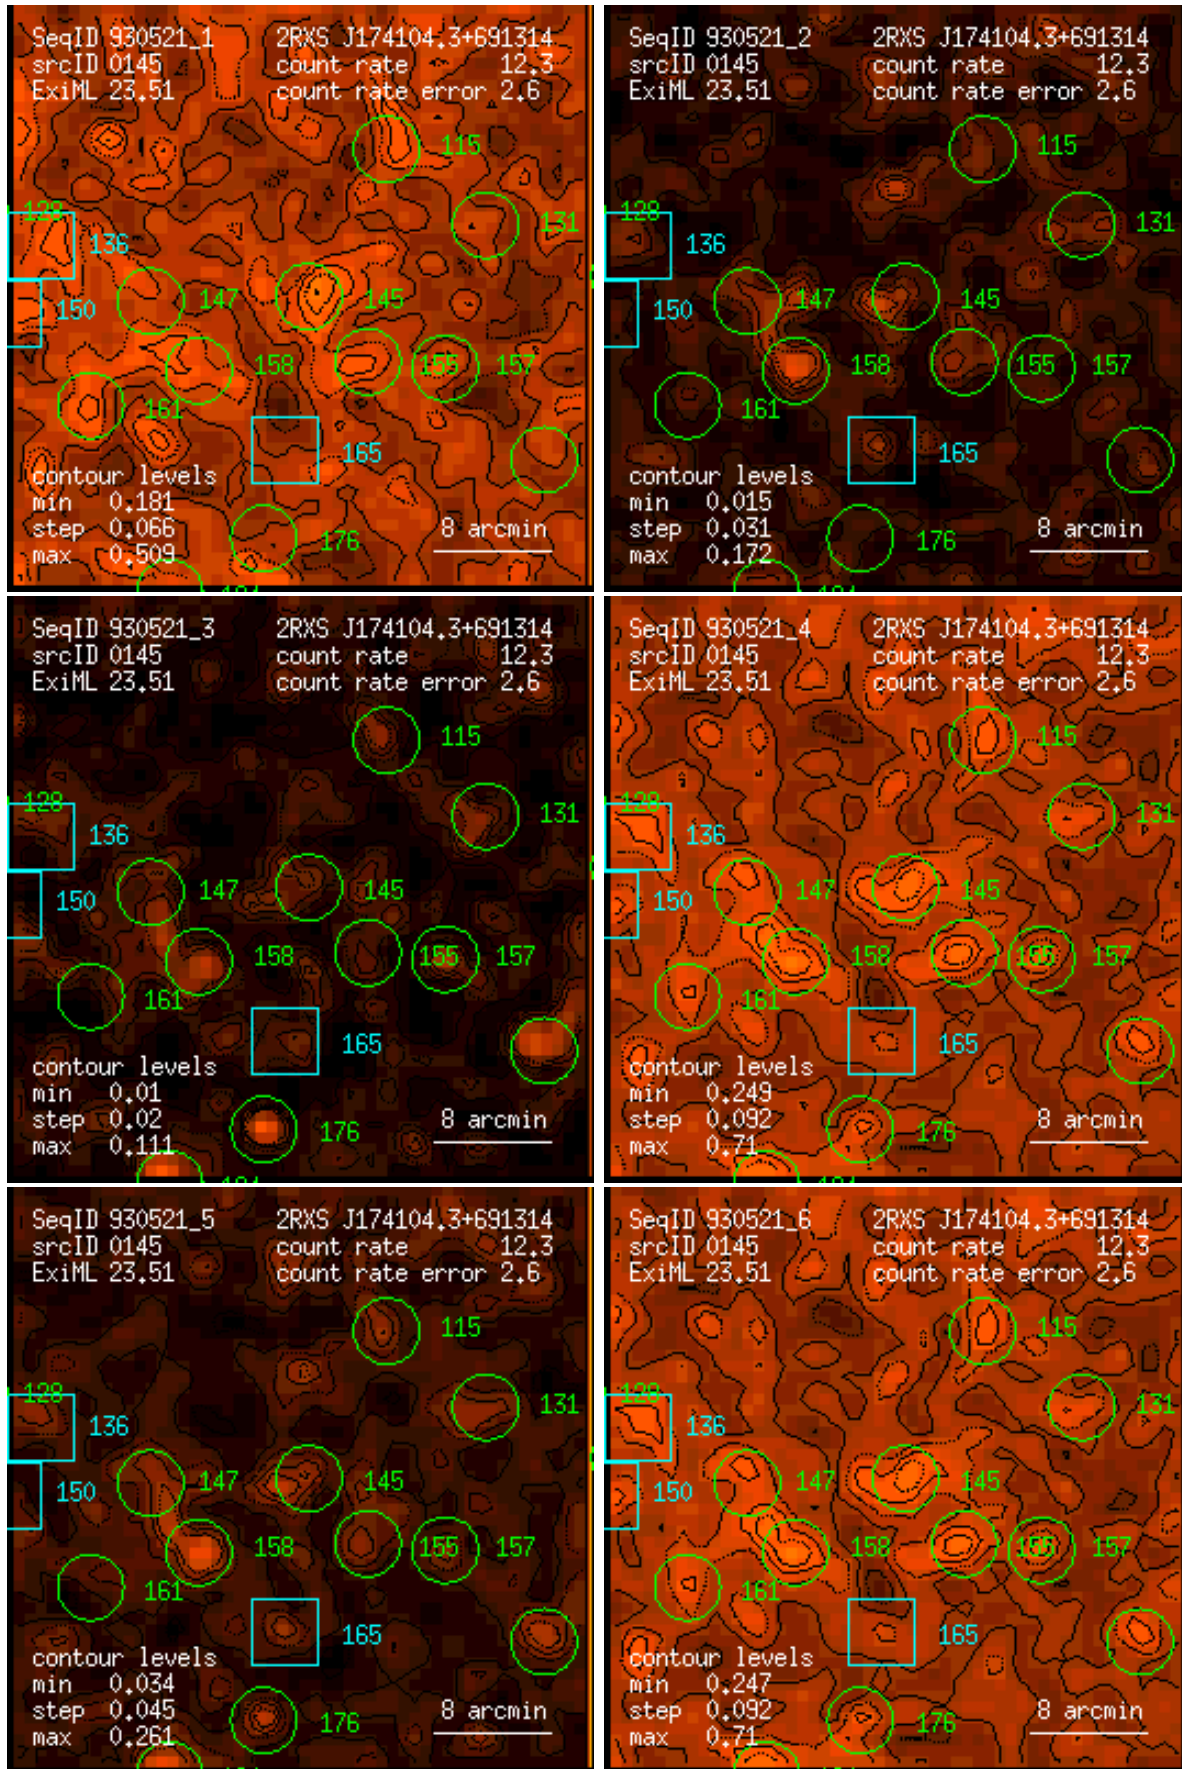 SeqID 930521_1 2RXS J174104.3+691314
srcID 0145 count rate 12.3
ExiML 23.51 count rate error 2.6
115
128 131
136
147 145
150
158 155 157
161
165
contour levels
min 0.181
step 0.066 8 arcmin
max 0.509 176
SeqID 930521_2 2RXS J174104.3+691314
srcID 0145 count rate 12.3
ExiML 23.51 count rate error 2.6
115
128 131
136
147 145
150
158 155 157
161
165
contour levels
min 0.015
step 0.031 8 arcmin
max 0.172 176
SeqID 930521_3 2RXS J174104.3+691314
srcID 0145 count rate 12.3
ExiML 23.51 count rate error 2.6
115
128 131
136
147 145
150
158 155 157
161
165
contour levels
min 0.01
step 0.02 8 arcmin
max 0.111 176
SeqID 930521_4 2RXS J174104.3+691314
srcID 0145 count rate 12.3
ExiML 23.51 count rate error 2.6
115
128 131
136
147 145
150
158 155 157
161
165
contour levels
min 0.249
step 0.092 8 arcmin
max 0.71 176
SeqID 930521_5 2RXS J174104.3+691314
srcID 0145 count rate 12.3
ExiML 23.51 count rate error 2.6
115
128 131
136
147 145
150
158 155 157
161
165
contour levels
min 0.034
step 0.045 8 arcmin
max 0.261 176
SeqID 930521_6 2RXS J174104.3+691314
srcID 0145 count rate 12.3
ExiML 23.51 count rate error 2.6
115
128 131
136
147 145
150
158 155 157
161
165
contour levels
min 0.247
step 0.092 8 arcmin
max 0.71 176